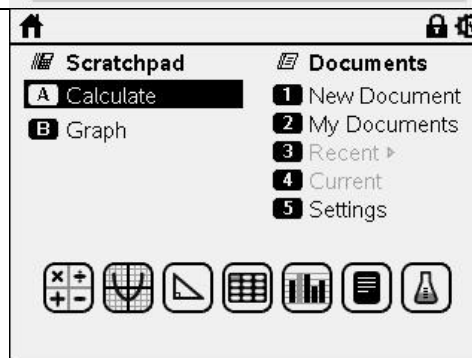 Scratchpad
A Calculate
B Graph
Documents
1 New Document
2 My Documents
3 Recent ▸
4 Current
5 Settings